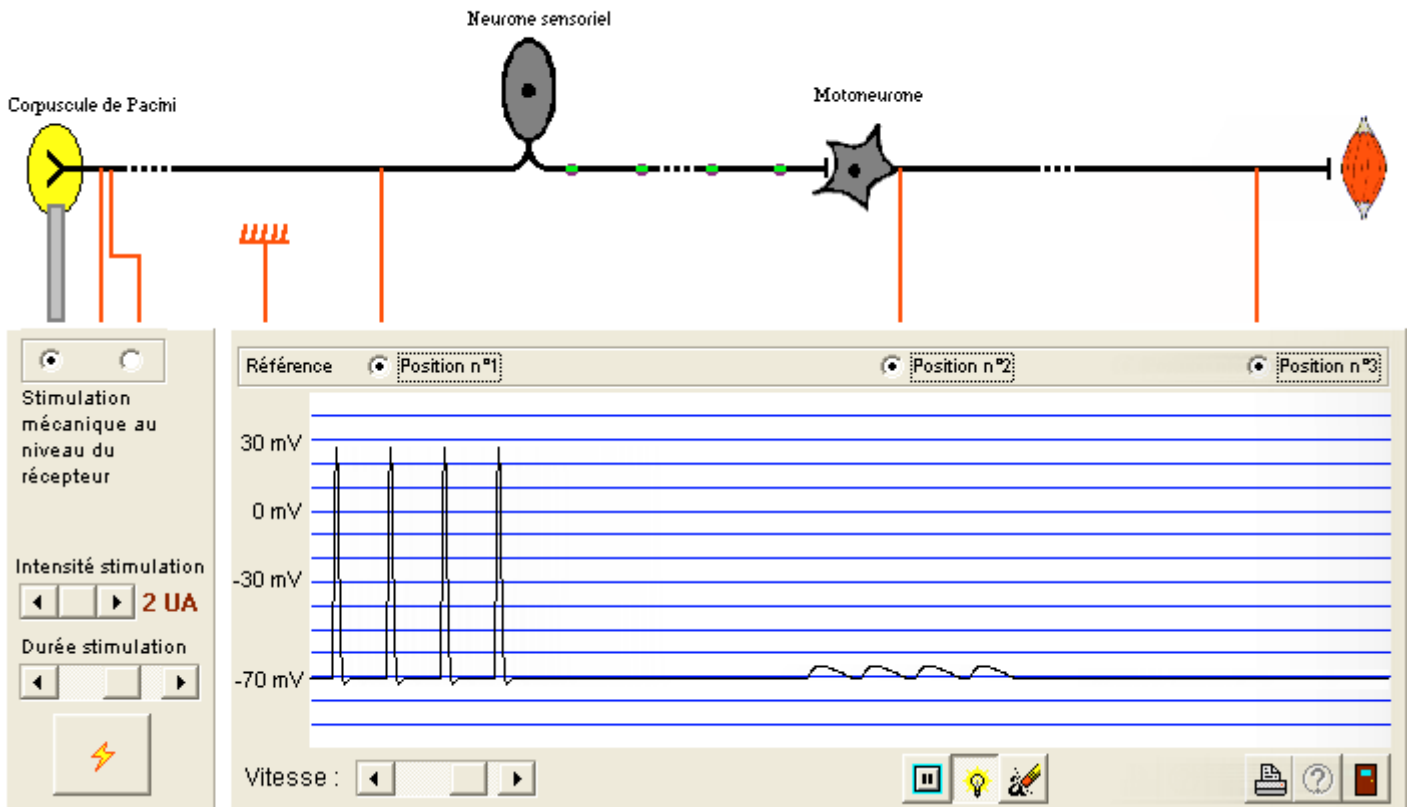 Neurone sensoriel
Corpuscule de Pacini
Motoneurone
Référence
Position n°1
Position n°2
Position n°3
Stimulation
mécanique au
niveau du
récepteur
30 mV
0 mV
-30 mV
-70 mV
Intensité stimulation
2 UA
Durée stimulation
Vitesse :